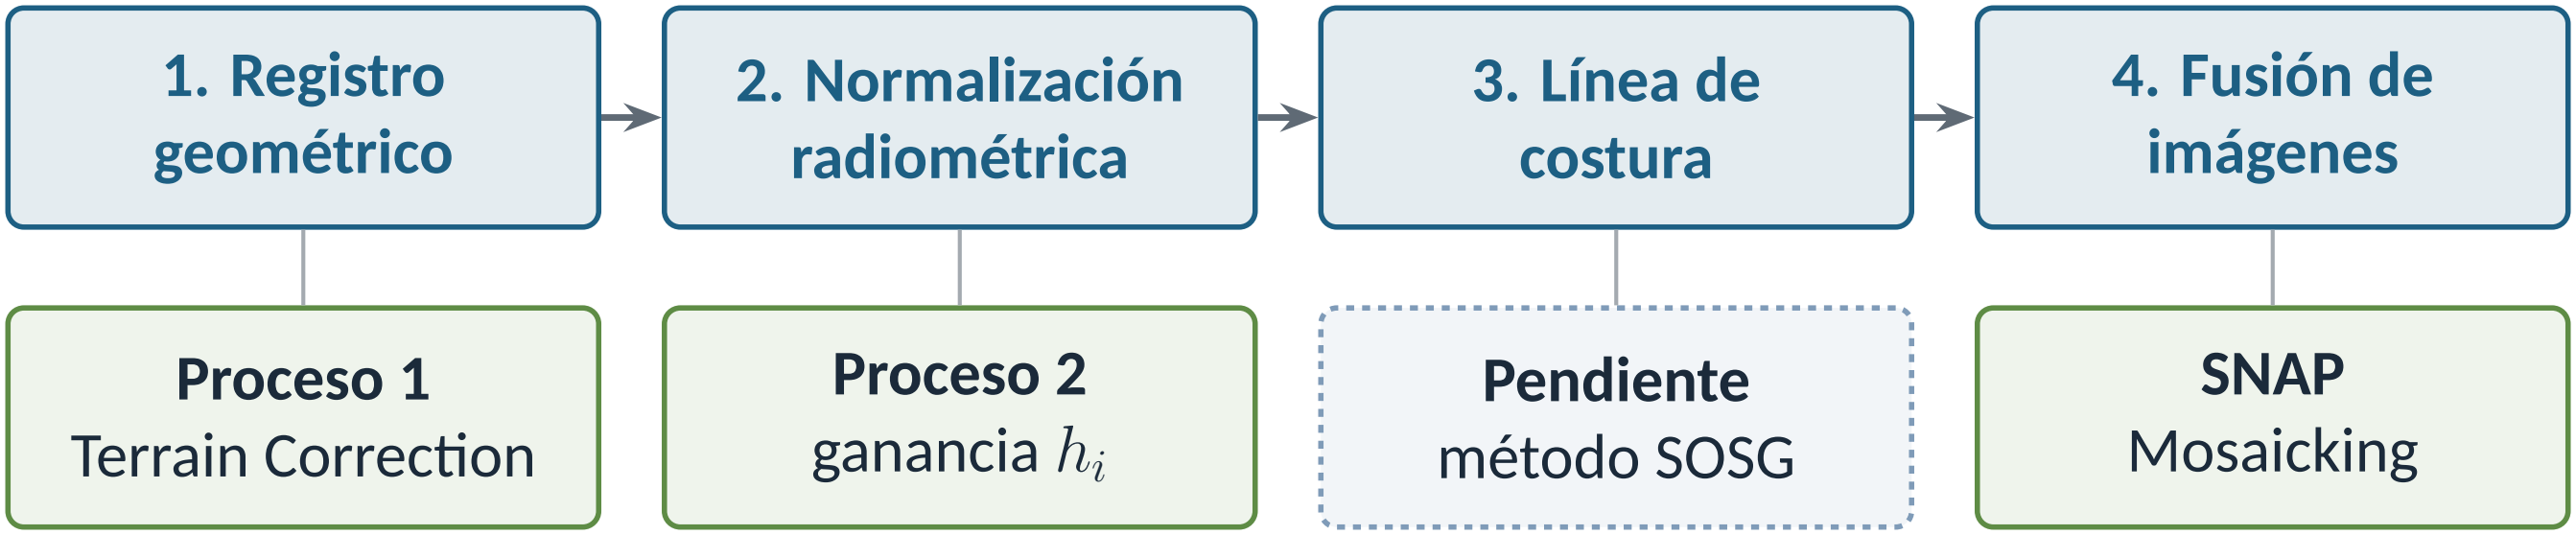 1. Registro
geométrico
2. Normalización
radiométrica
3. Línea de
costura
4. Fusión de
imágenes
Proceso 1
Terrain Correction
Proceso 2
ganancia h_i
Pendiente
método SOSG
SNAP
Mosaicking